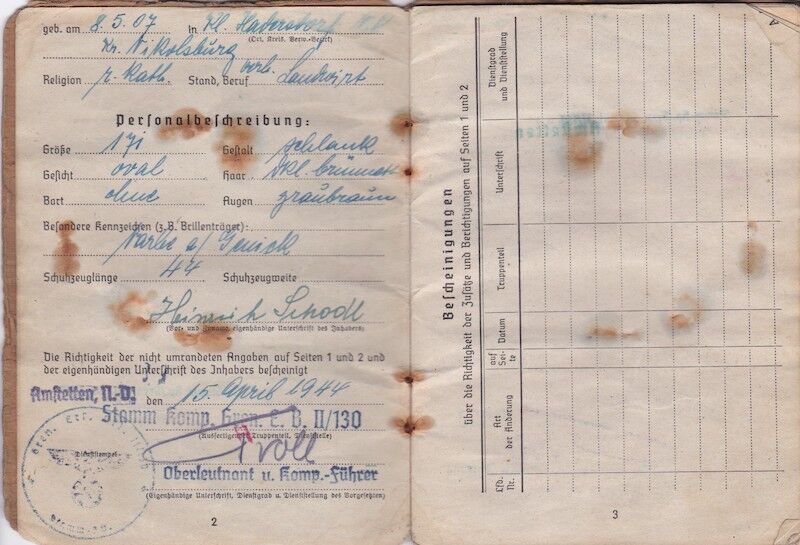 geb. am 8.5.07 in Kl. Hadersdorf N.D.
(Ort, Kreis, Verw.-Bezirk)
Kr. Nikolsburg
Religion r. kath. Stand, Beruf verh. Landwirt
Personalbeschreibung:
Größe 171 Gestalt schlank
Gesicht oval Haar dkl. brünett
Bart ohne Augen graubraun
Besondere Kennzeichen (z.B. Brillenträger):
Narbe a/ Genick
Schuhzeuglänge 44 Schuhzeugweite
Heinrich Schodl
(Vor- und Zuname, eigenhändige Unterschrift des Inhabers)
Die Richtigkeit der nicht umrandeten Angaben auf Seiten 1 und 2 und
der eigenhändigen Unterschrift des Inhabers bescheinigt
Amstetten, N.-D. den 15. April 1944
Stamm Komp. Gren. E. B. II/130
(Ausfertigender Truppenteil, Dienststelle)
Dienststempel
Oberleutnant u. Komp.-Führer
(Eigenhändige Unterschrift, Dienstgrad u. Dienststellung des Vorgesetzten)
2
Bescheinigungen
über die Richtigkeit der Zusätze und Berichtigungen auf Seiten 1 und 2
Lfd. Nr.
Art der Änderung
auf Seite
Datum
Truppenteil
Unterschrift
Dienstgrad und Dienststellung
3